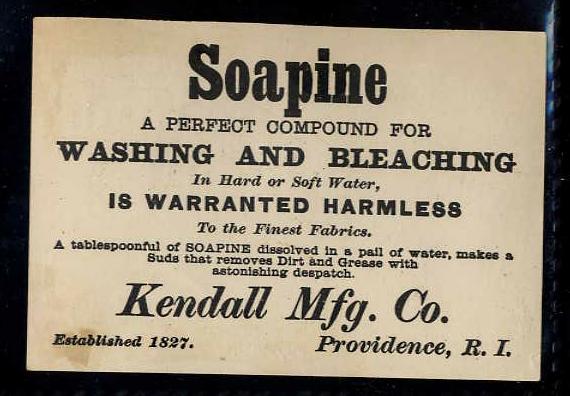 Soapine
A PERFECT COMPOUND FOR
WASHING AND BLEACHING
In Hard or Soft Water,
IS WARRANTED HARMLESS
To the Finest Fabrics.
A tablespoonful of SOAPINE dissolved in a pail of water, makes a
Suds that removes Dirt and Grease with
astonishing despatch.
Kendall Mfg. Co.
Established 1827. Providence, R. I.